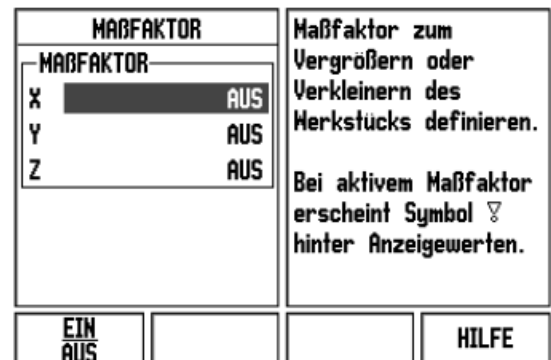 MAßFAKTOR
MAßFAKTOR
X AUS
Y AUS
Z AUS
Maßfaktor zum
Vergrößern oder
Verkleinern des
Werkstücks definieren.
Bei aktivem Maßfaktor
erscheint Symbol
hinter Anzeigewerten.
EIN
AUS
HILFE